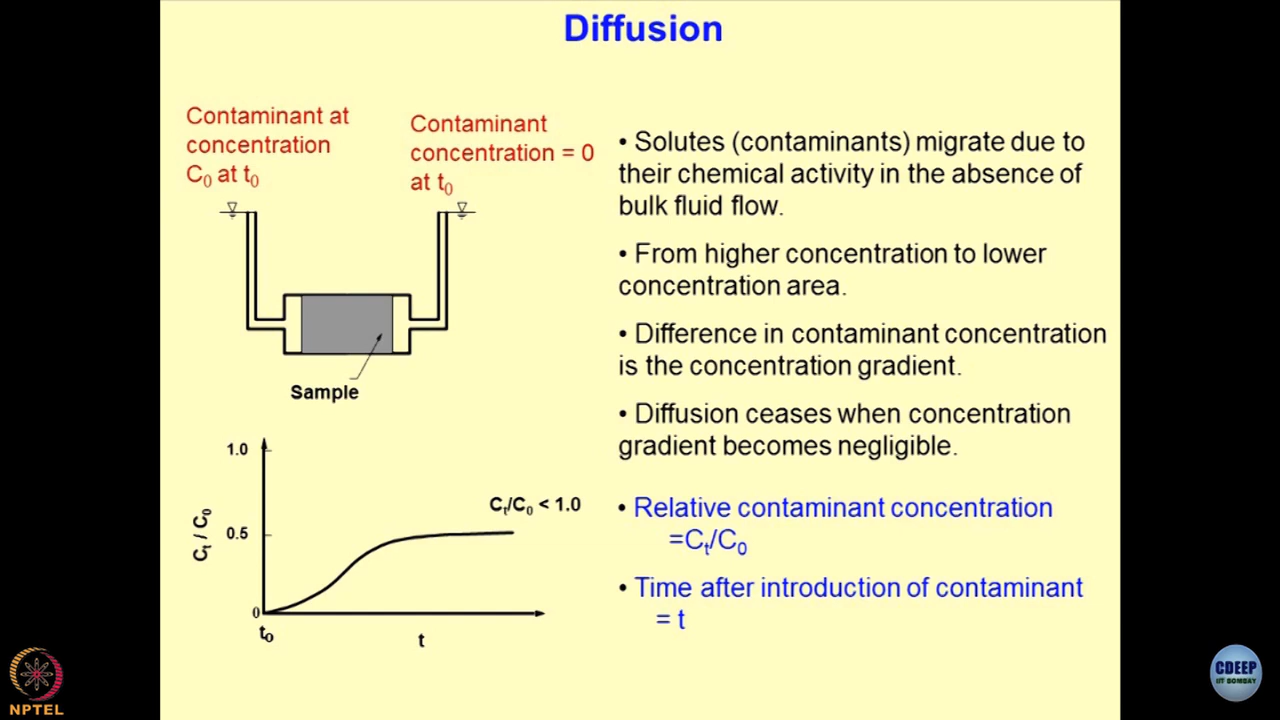 Diffusion
Contaminant at
concentration
C₀ at t₀
Contaminant
concentration = 0
at t₀
Sample
1.0
0.5
0
Cₜ / C₀
Cₜ/C₀ < 1.0
t₀
t
• Solutes (contaminants) migrate due to
their chemical activity in the absence of
bulk fluid flow.
• From higher concentration to lower
concentration area.
• Difference in contaminant concentration
is the concentration gradient.
• Diffusion ceases when concentration
gradient becomes negligible.
• Relative contaminant concentration
=Cₜ/C₀
• Time after introduction of contaminant
= t
NPTEL
CDEEP
IIT BOMBAY